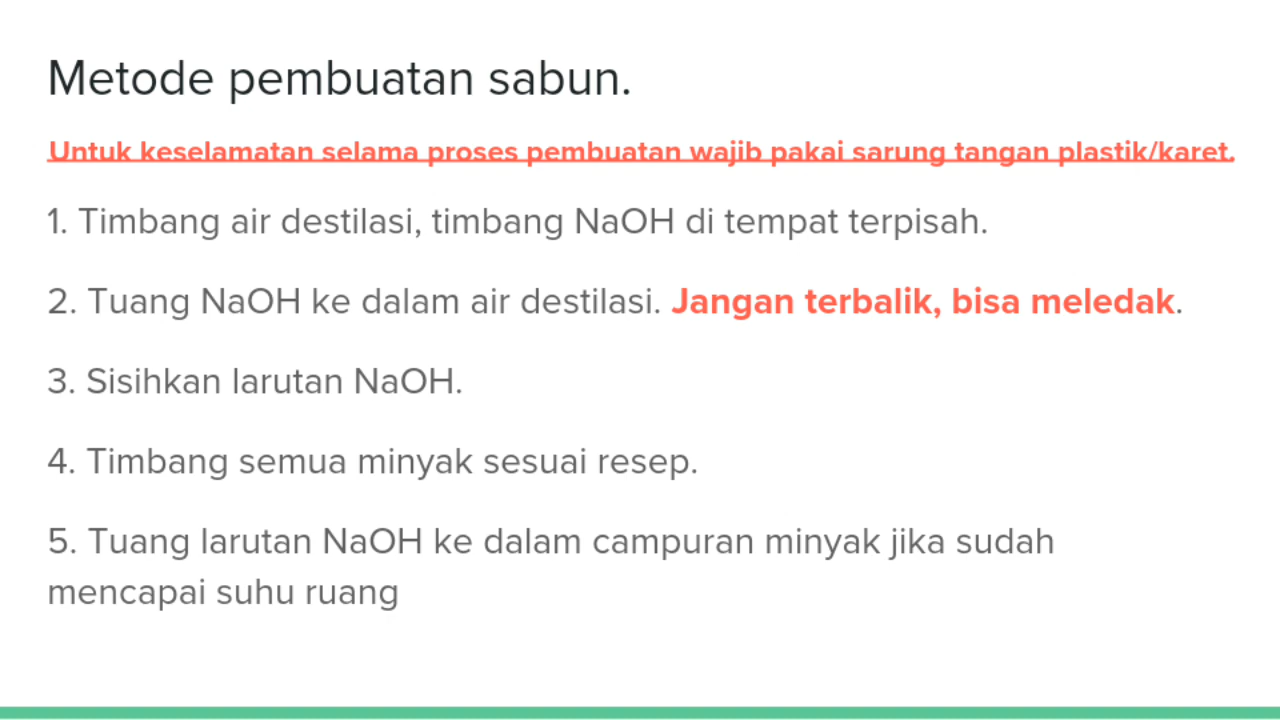 Metode pembuatan sabun.
Untuk keselamatan selama proses pembuatan wajib pakai sarung tangan plastik/karet.
1. Timbang air destilasi, timbang NaOH di tempat terpisah.
2. Tuang NaOH ke dalam air destilasi. Jangan terbalik, bisa meledak.
3. Sisihkan larutan NaOH.
4. Timbang semua minyak sesuai resep.
5. Tuang larutan NaOH ke dalam campuran minyak jika sudah
mencapai suhu ruang